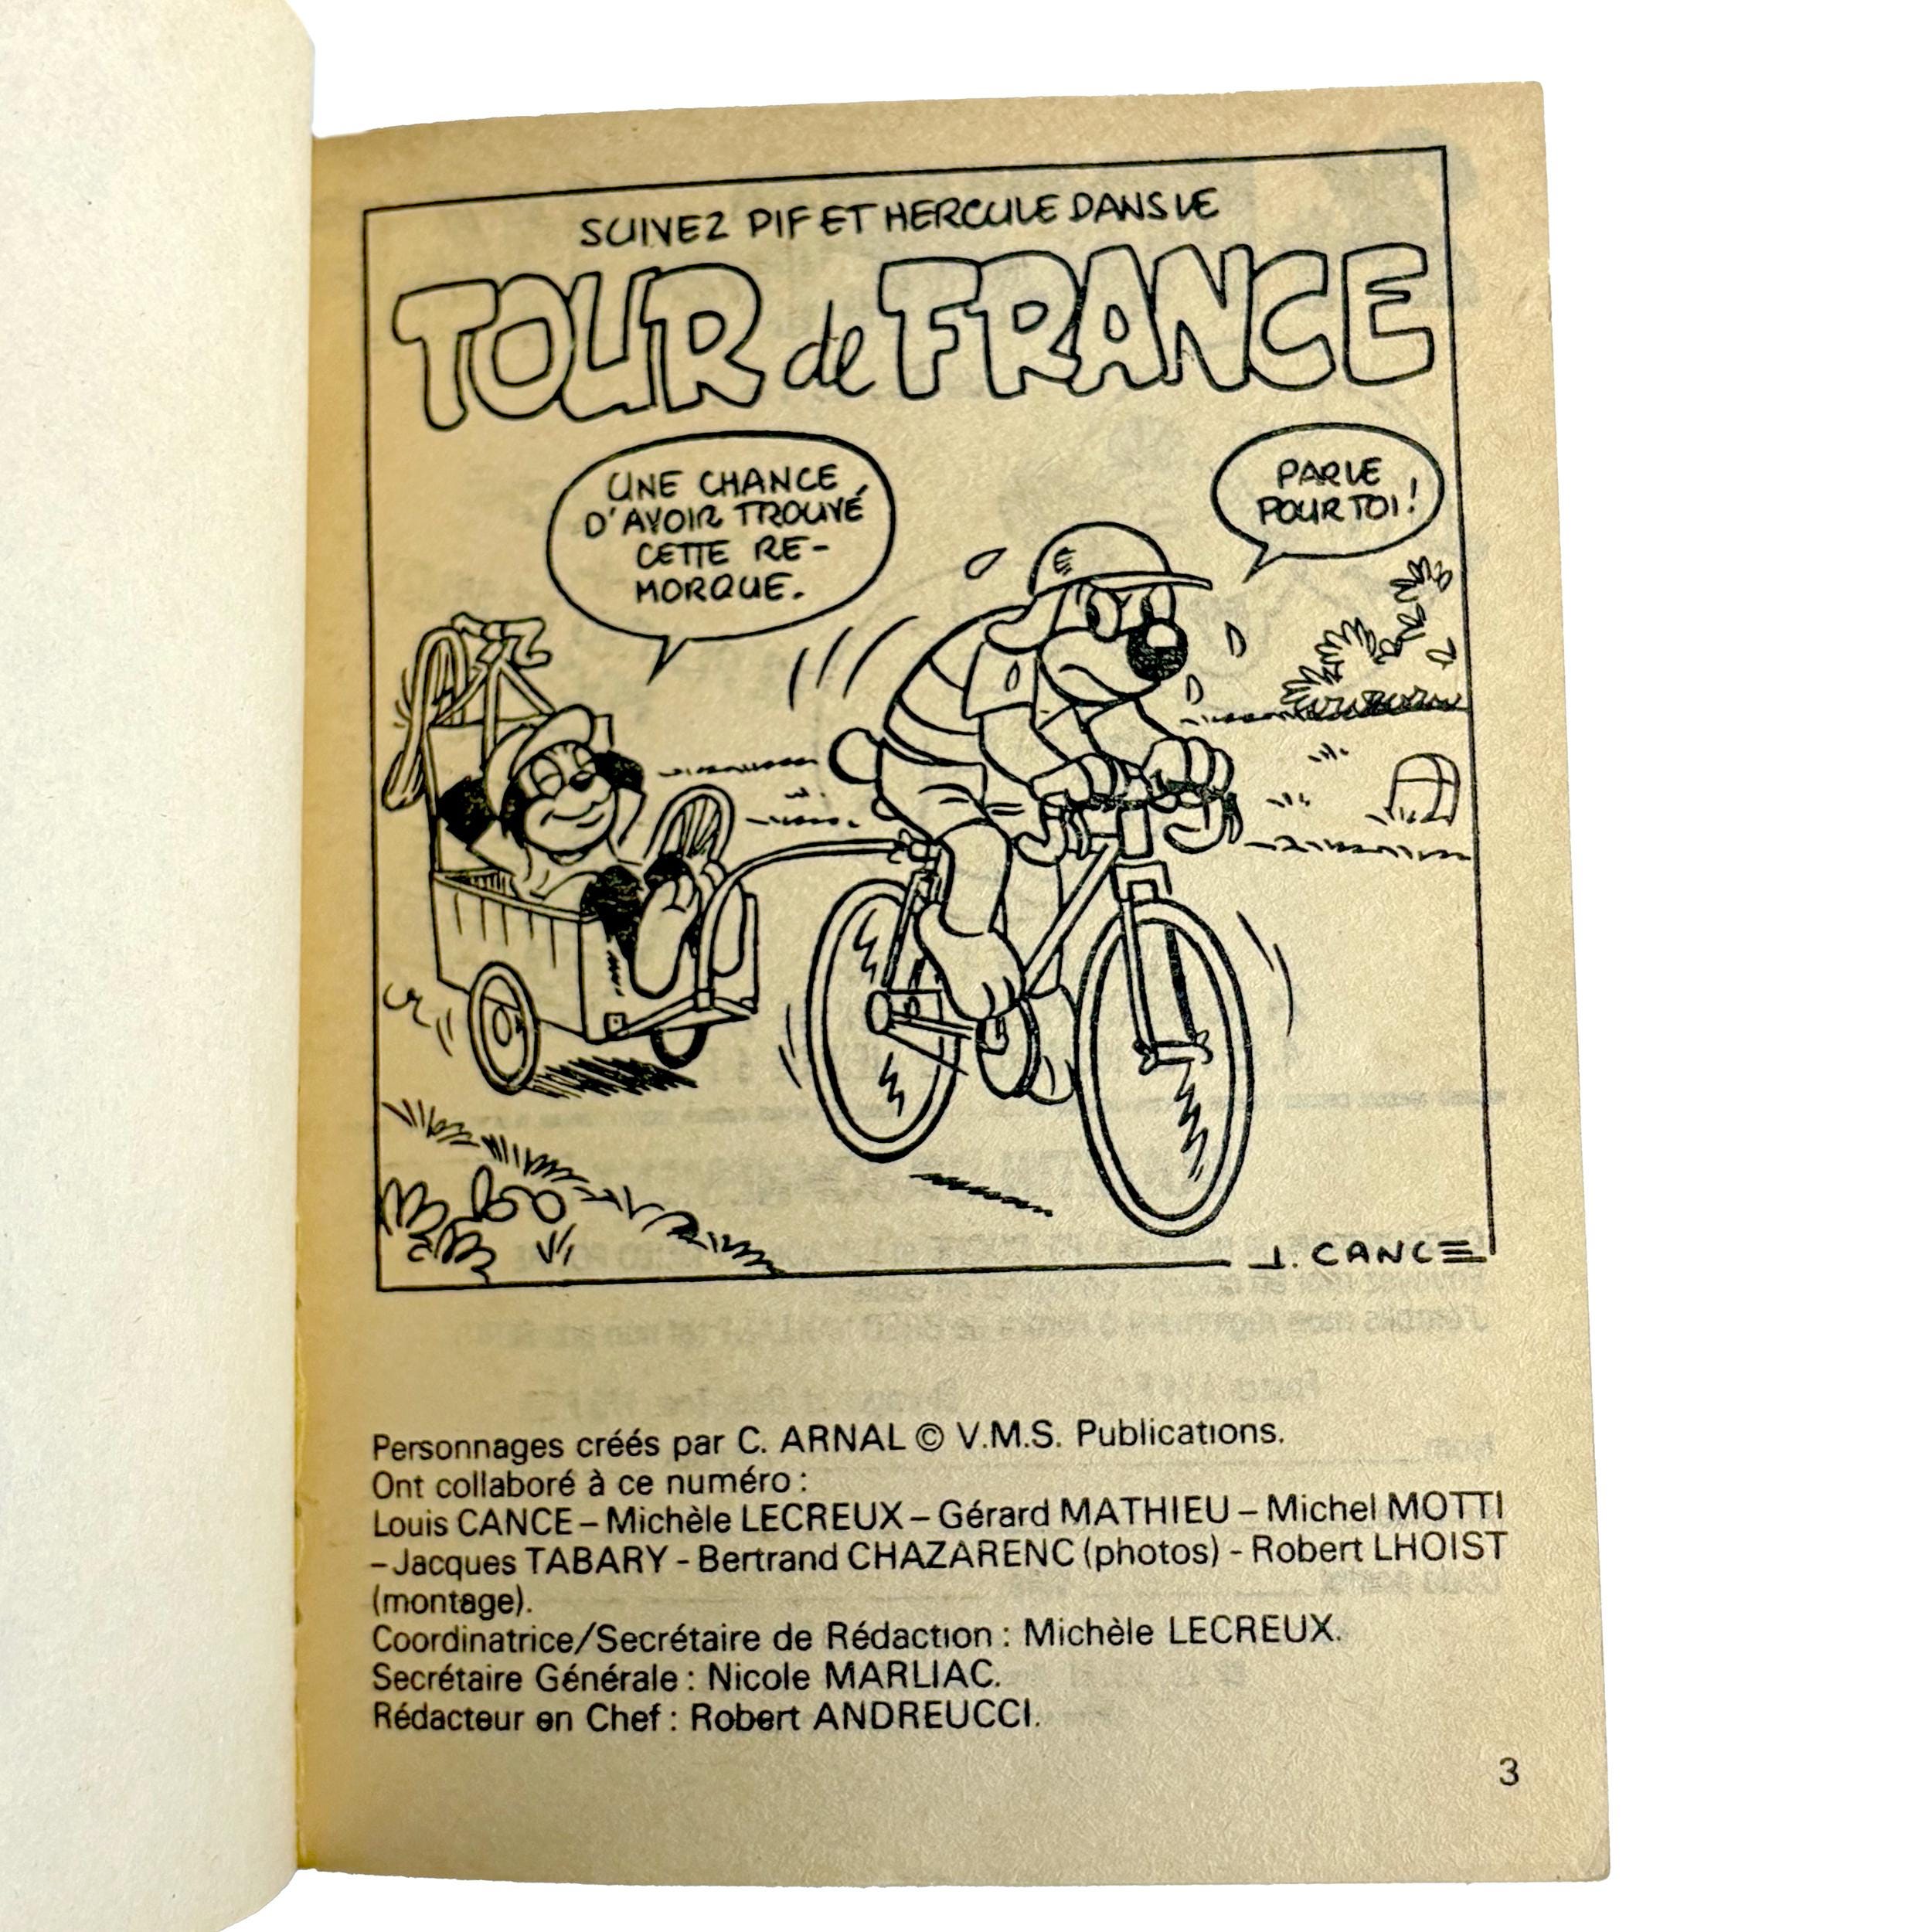 SUIVEZ PIF ET HERCULE DANS LE
TOUR de FRANCE
UNE CHANCE
D'AVOIR TROUVÉ
CETTE RE-
MORQUE.
PARLE
POUR TOI!
J. CANCE
Personnages créés par C. ARNAL © V.M.S. Publications.
Ont collaboré à ce numéro :
Louis CANCE – Michèle LECREUX – Gérard MATHIEU – Michel MOTTI
– Jacques TABARY - Bertrand CHAZARENC (photos) - Robert LHOIST
(montage).
Coordinatrice/Secrétaire de Rédaction : Michèle LECREUX.
Secrétaire Générale : Nicole MARLIAC.
Rédacteur en Chef : Robert ANDREUCCI.
3